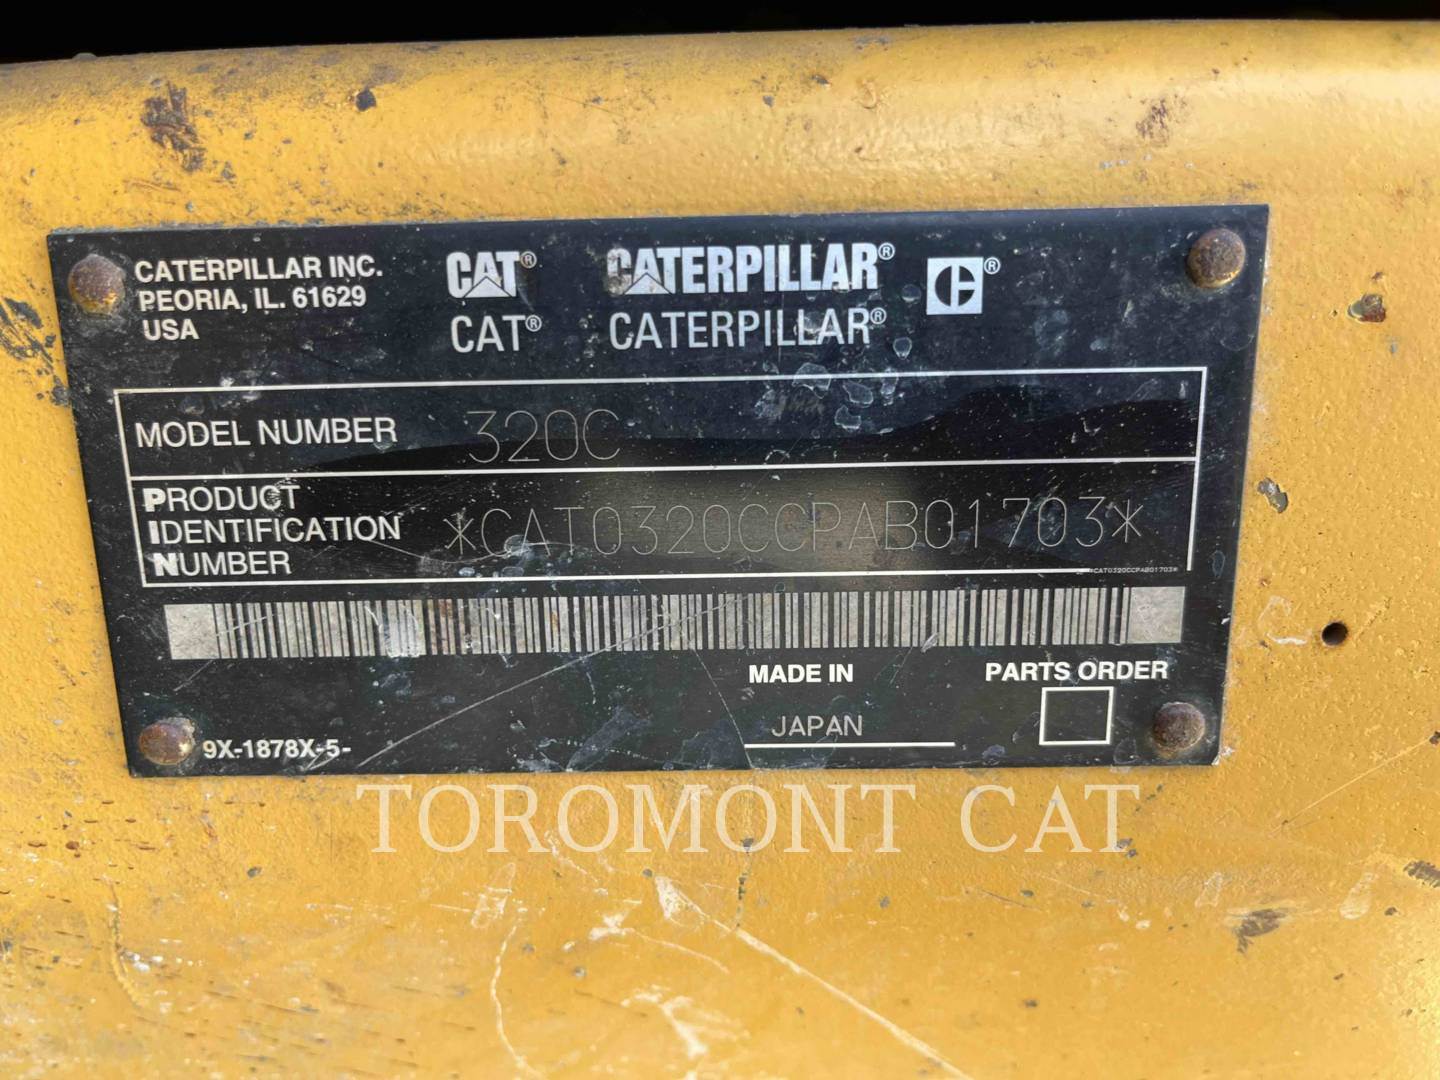 CATERPILLAR INC.
PEORIA, IL. 61629
USA
CAT® CATERPILLAR® C®
CAT® CATERPILLAR®
MODEL NUMBER 320C
PRODUCT
IDENTIFICATION
NUMBER
*CAT0320CCPAB01703*
*CAT0320CCPAB01703*
MADE IN PARTS ORDER
JAPAN
9X-1878X-5-
TOROMONT CAT